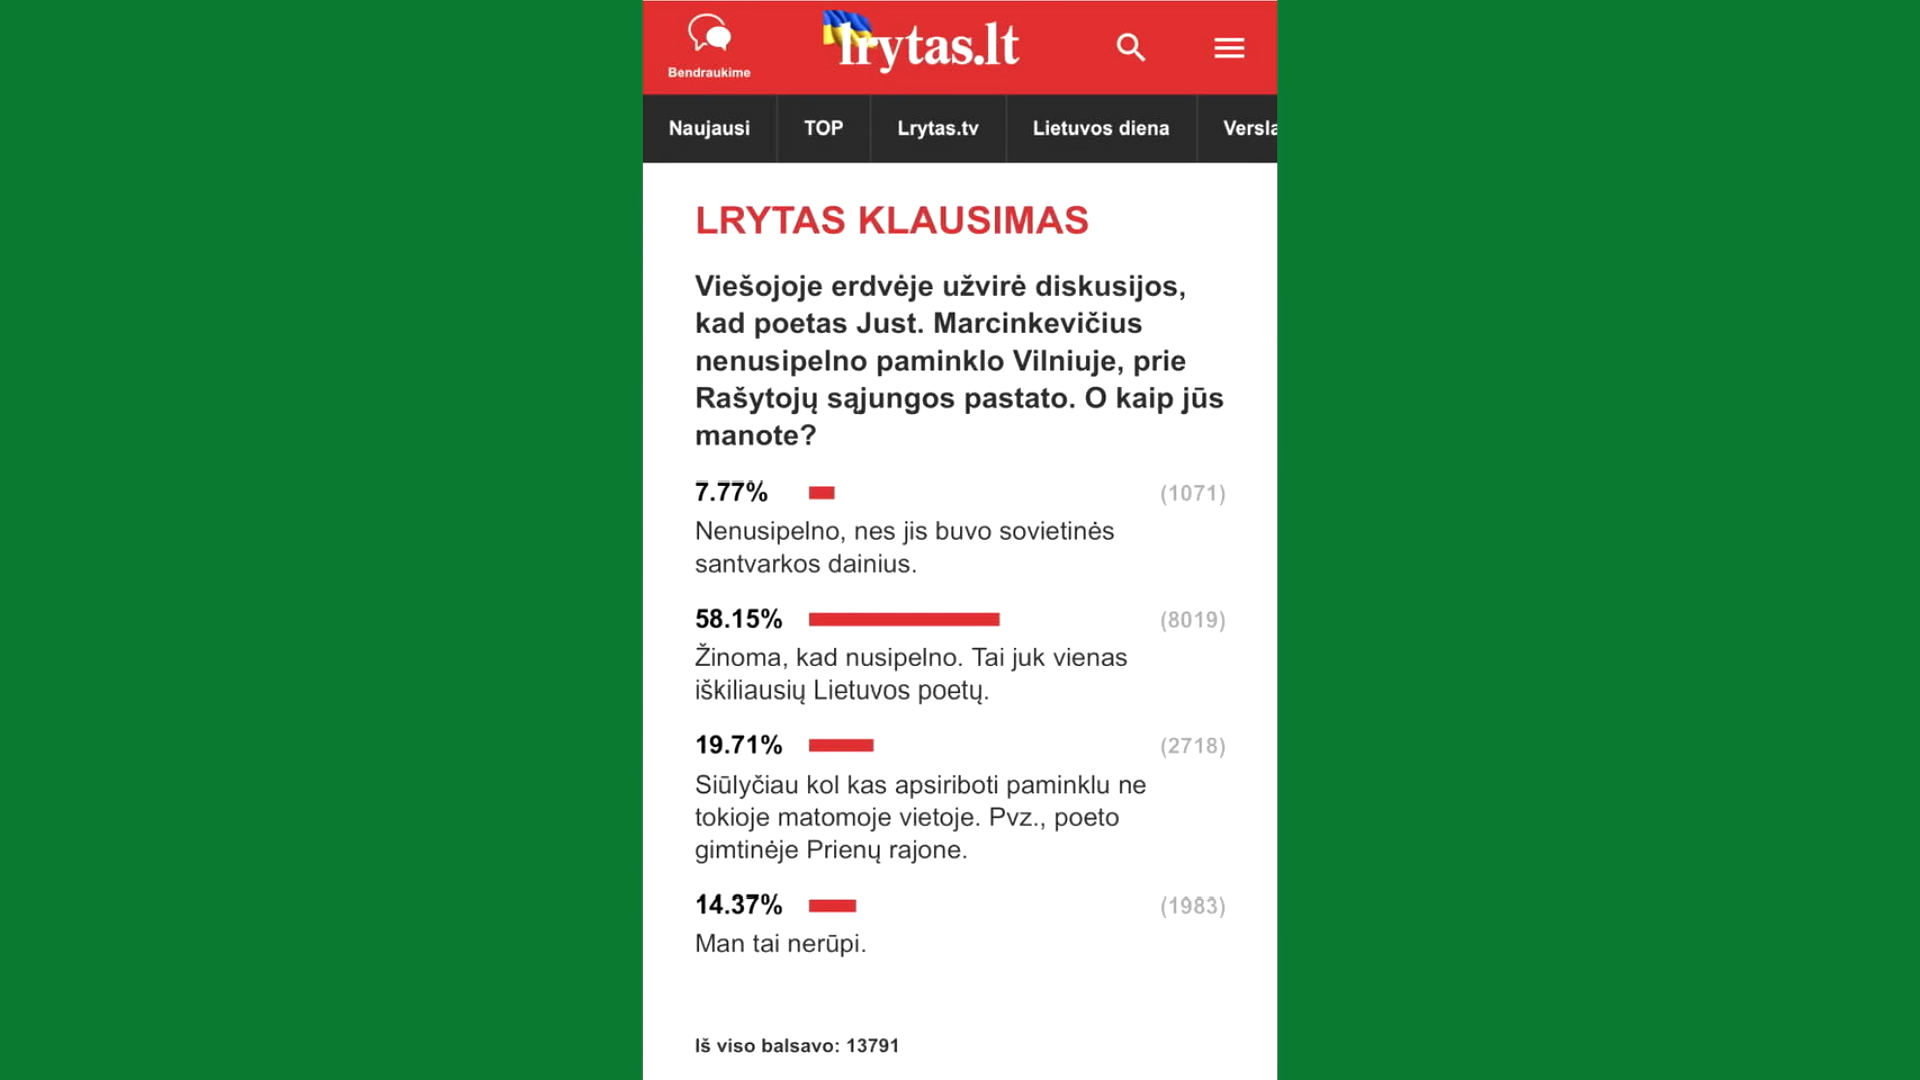 Bendraukime
lrytas.lt
Naujausi TOP Lrytas.tv Lietuvos diena Versla
LRYTAS KLAUSIMAS
Viešojoje erdvėje užvirė diskusijos,
kad poetas Just. Marcinkevičius
nenusipelno paminklo Vilniuje, prie
Rašytojų sąjungos pastato. O kaip jūs
manote?
7.77% (1071)
Nenusipelno, nes jis buvo sovietinės
santvarkos dainius.
58.15% (8019)
Žinoma, kad nusipelno. Tai juk vienas
iškiliausių Lietuvos poetų.
19.71% (2718)
Siūlyčiau kol kas apsiriboti paminklu ne
tokioje matomoje vietoje. Pvz., poeto
gimtinėje Prienų rajone.
14.37% (1983)
Man tai nerūpi.
Iš viso balsavo: 13791